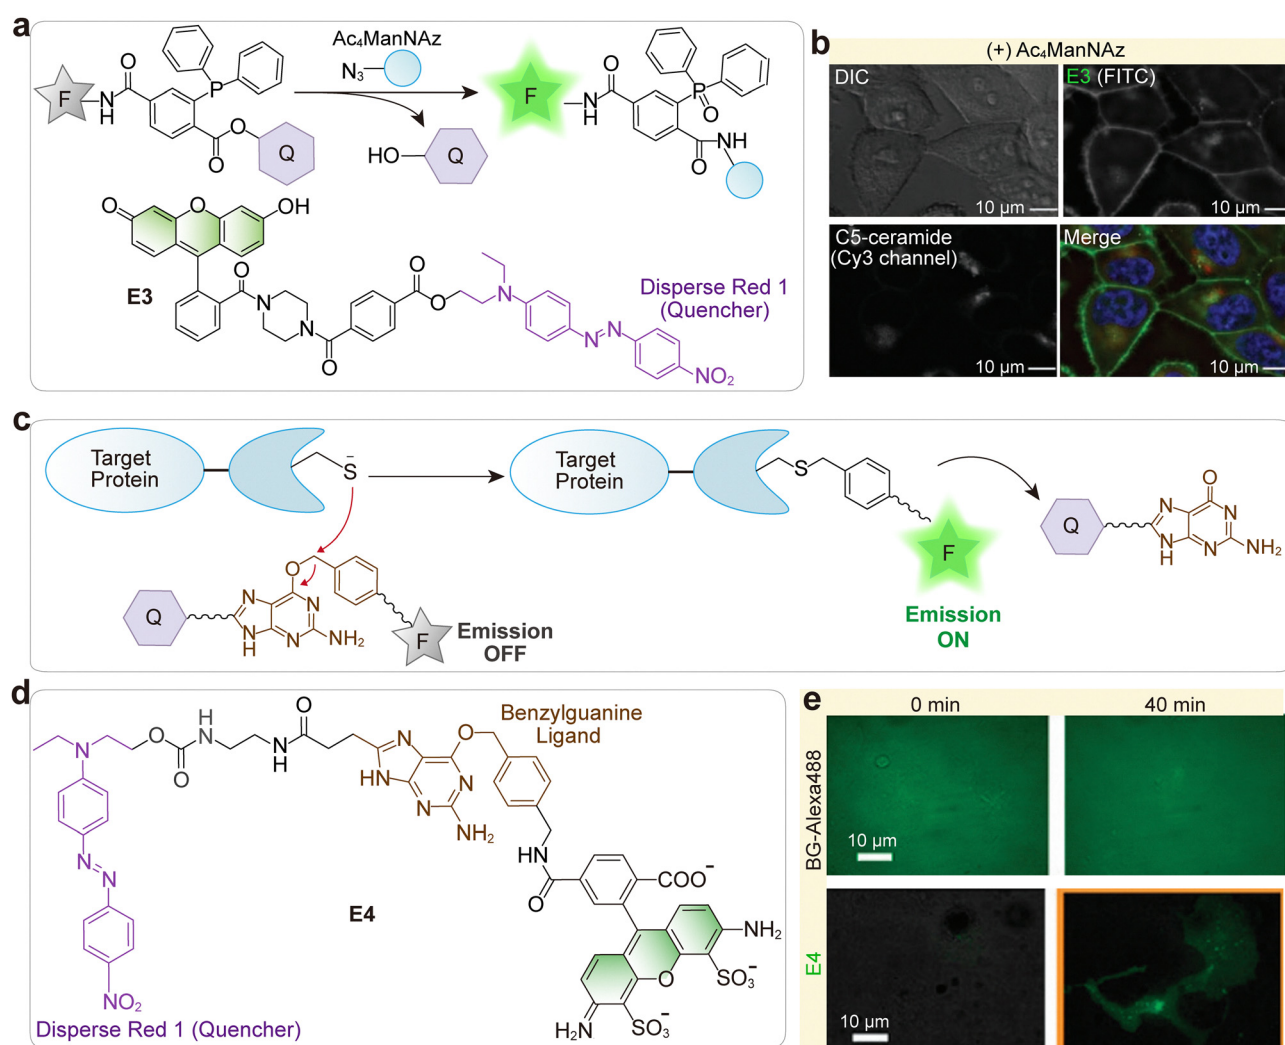 a
Ac₄ManNAz
N₃
F
N
H
O
P
O
O
Q
HO
Q
F
N
H
O
P
O
O
NH
O
O
OH
E3
O
N
N
O
O
O
N
N
N
NO₂
Disperse Red 1
(Quencher)
b
(+) Ac₄ManNAz
DIC
10 µm
E3 (FITC)
10 µm
C5-ceramide
(Cy3 channel)
10 µm
Merge
10 µm
c
Target
Protein
S
–
Target
Protein
S
F
Emission
ON
Q
O
N
N
H
N
N
NH₂
Q
O
N
N
H
N
N
NH₂
F
Emission
OFF
d
N
O
O
H
N
N
H
O
N
HN
N
N
NH₂
O
Benzylguanine
Ligand
HN
O
COO⁻
NH₂
SO₃⁻
O
SO₃⁻
H₂N
N
N
NO₂
E4
Disperse Red 1 (Quencher)
e
0 min
40 min
BG-Alexa488
10 µm
E4
10 µm